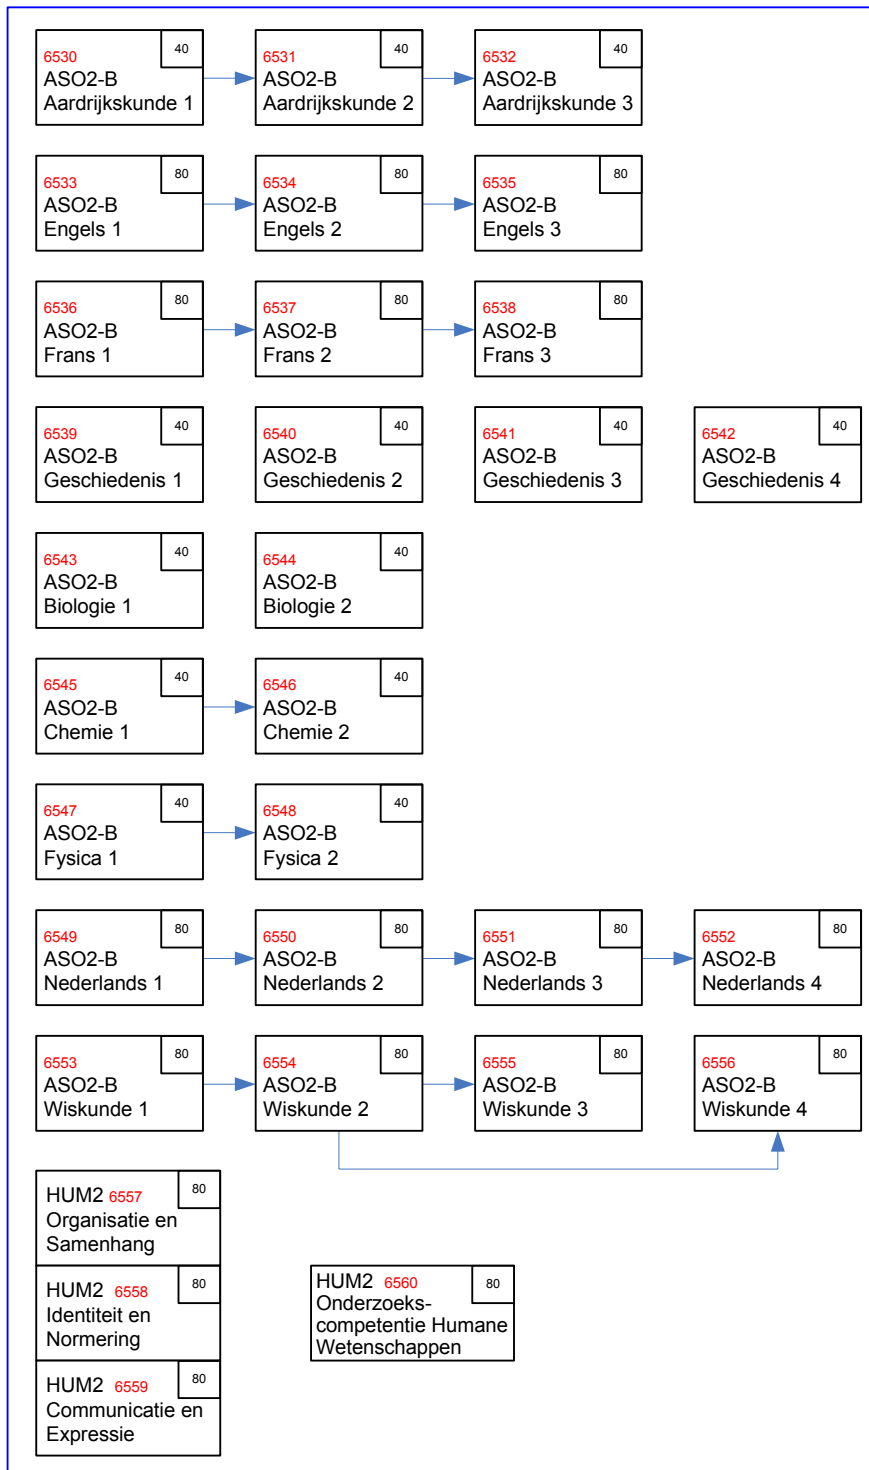 40
6530
ASO2-B
Aardrijkskunde 1
40
6531
ASO2-B
Aardrijkskunde 2
40
6532
ASO2-B
Aardrijkskunde 3
80
6533
ASO2-B
Engels 1
80
6534
ASO2-B
Engels 2
80
6535
ASO2-B
Engels 3
80
6536
ASO2-B
Frans 1
80
6537
ASO2-B
Frans 2
80
6538
ASO2-B
Frans 3
40
6539
ASO2-B
Geschiedenis 1
40
6540
ASO2-B
Geschiedenis 2
40
6541
ASO2-B
Geschiedenis 3
40
6542
ASO2-B
Geschiedenis 4
40
6543
ASO2-B
Biologie 1
40
6544
ASO2-B
Biologie 2
40
6545
ASO2-B
Chemie 1
40
6546
ASO2-B
Chemie 2
40
6547
ASO2-B
Fysica 1
40
6548
ASO2-B
Fysica 2
80
6549
ASO2-B
Nederlands 1
80
6550
ASO2-B
Nederlands 2
80
6551
ASO2-B
Nederlands 3
80
6552
ASO2-B
Nederlands 4
80
6553
ASO2-B
Wiskunde 1
80
6554
ASO2-B
Wiskunde 2
80
6555
ASO2-B
Wiskunde 3
80
6556
ASO2-B
Wiskunde 4
80
HUM2 6557
Organisatie en
Samenhang
80
HUM2 6558
Identiteit en
Normering
80
HUM2 6559
Communicatie en
Expressie
80
HUM2 6560
Onderzoeks-
competentie Humane
Wetenschappen